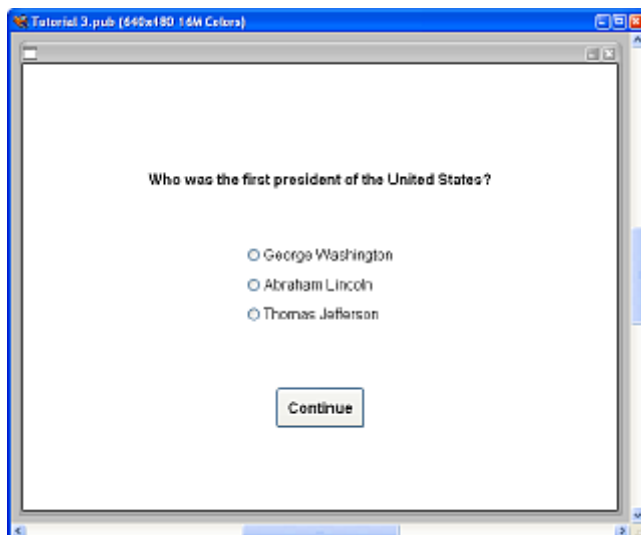 Tutorial 3.pub (640x480 16M Colors)
Who was the first president of the United States?
George Washington
Abraham Lincoln
Thomas Jefferson
Continue